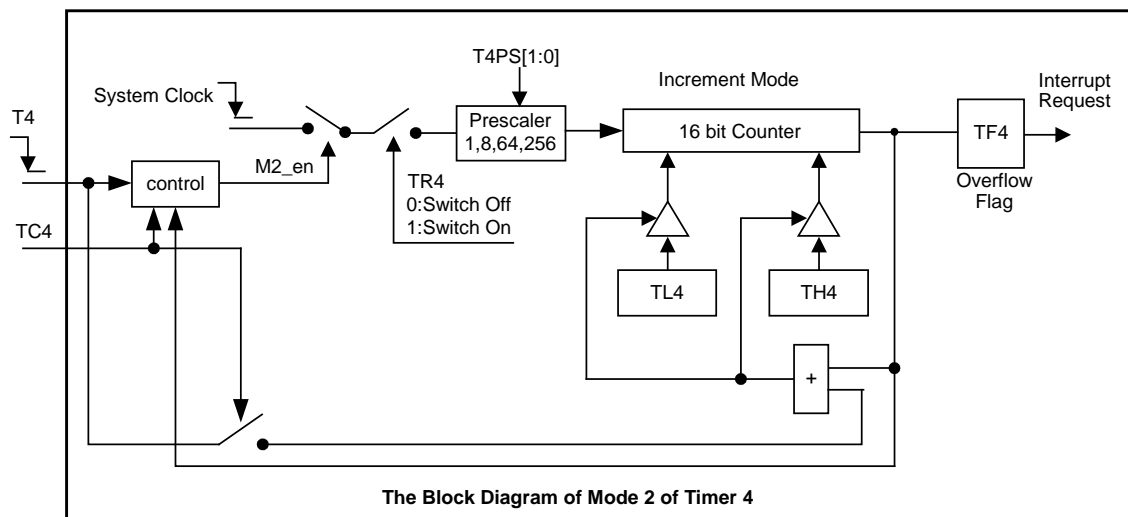 T4PS[1:0]
Increment Mode
Interrupt
Request
System Clock
T4
Prescaler
1,8,64,256
16 bit Counter
TF4
control
M2_en
TR4
0:Switch Off
1:Switch On
Overflow
Flag
TC4
TL4
TH4
+
The Block Diagram of Mode 2 of Timer 4